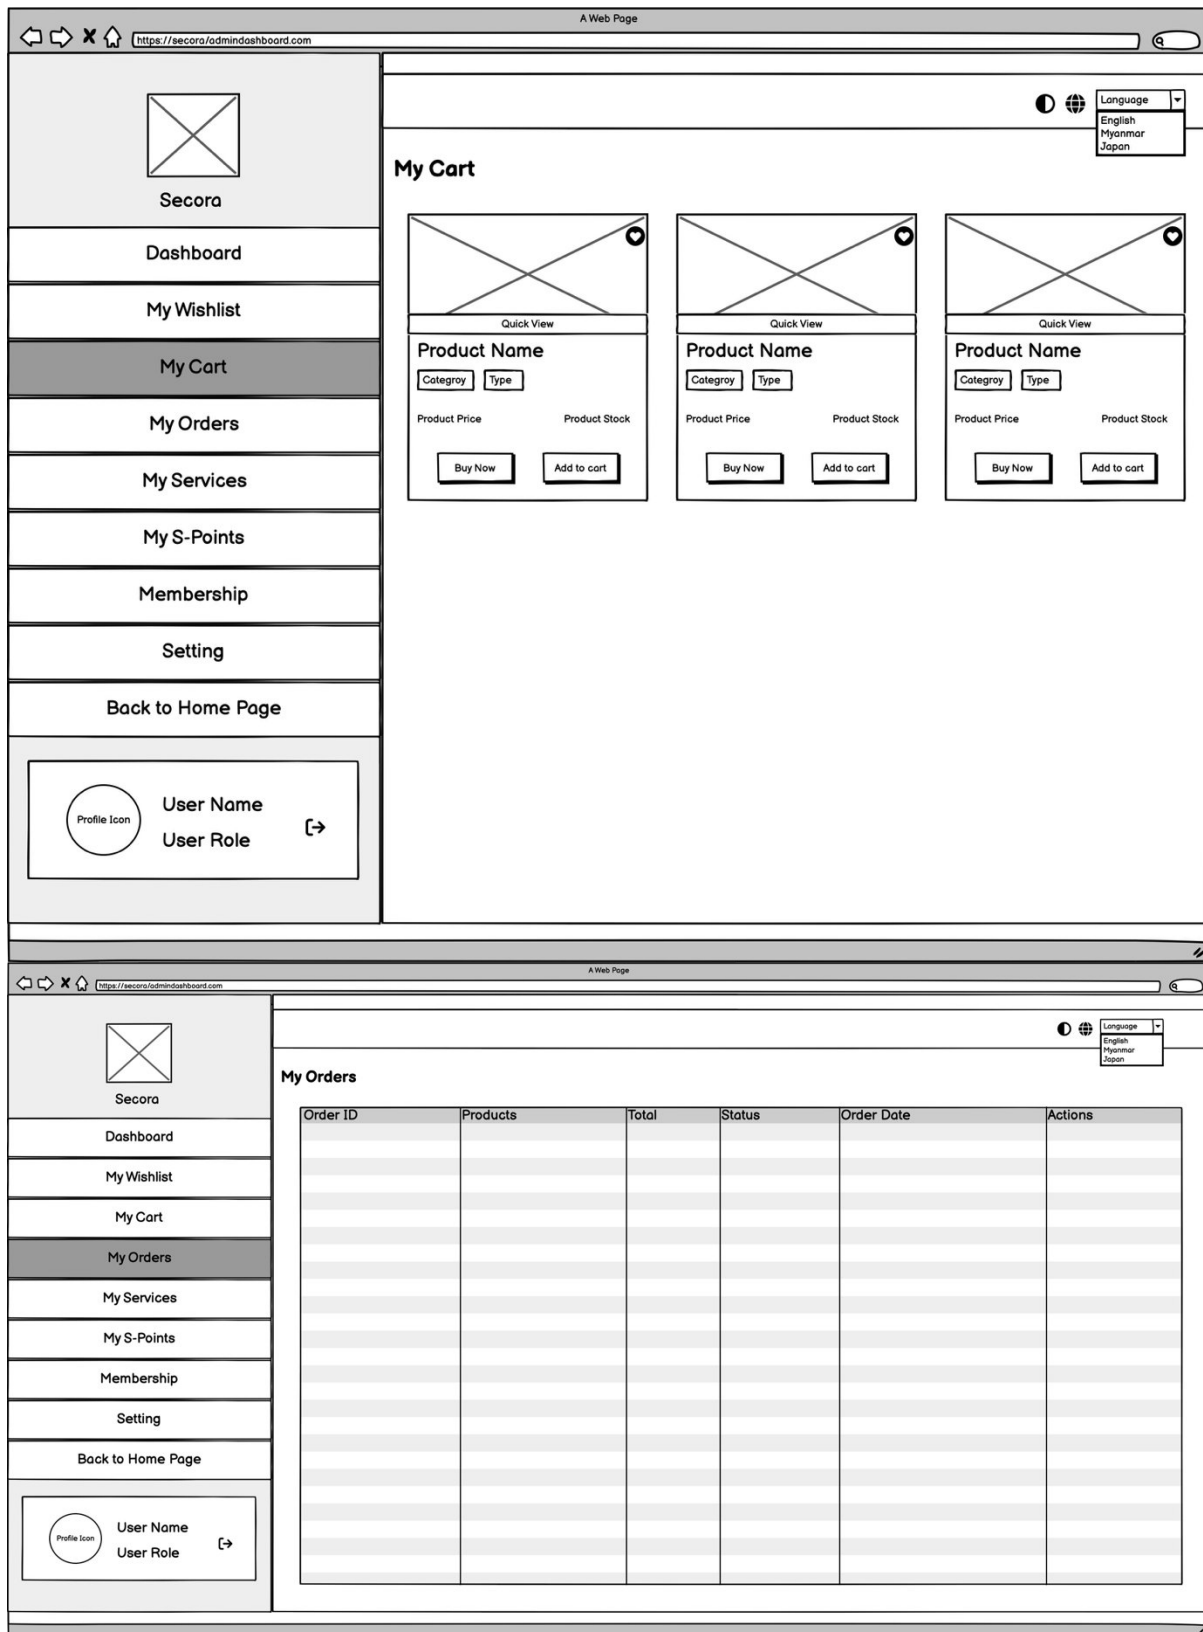 A Web Page
https://secora/admindashboard.com
Secora
Dashboard
My Wishlist
My Cart
My Orders
My Services
My S-Points
Membership
Setting
Back to Home Page
Profile Icon
User Name
User Role
Language
English
Myanmar
Japan
My Cart
Quick View
Product Name
Categroy Type
Product Price Product Stock
Buy Now Add to cart
Quick View
Product Name
Categroy Type
Product Price Product Stock
Buy Now Add to cart
Quick View
Product Name
Categroy Type
Product Price Product Stock
Buy Now Add to cart
A Web Page
https://secora/admindashboard.com
Secora
Dashboard
My Wishlist
My Cart
My Orders
My Services
My S-Points
Membership
Setting
Back to Home Page
Profile Icon
User Name
User Role
Language
English
Myanmar
Japan
My Orders
Order ID Products Total Status Order Date Actions